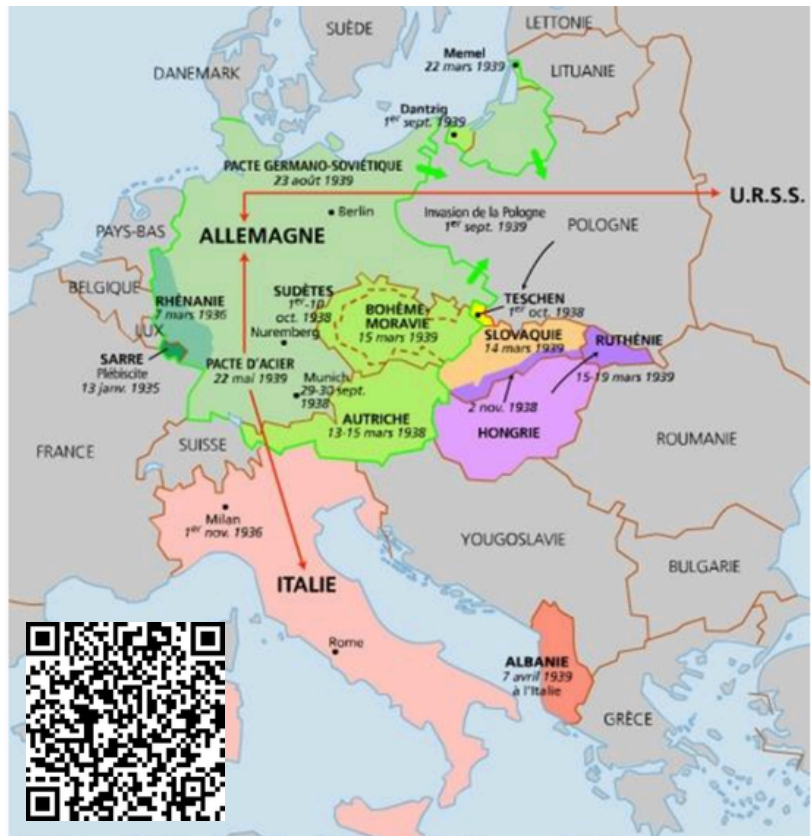 SUÈDE
LETTONIE
Memel
22 mars 1939
DANEMARK
LITUANIE
Dantzig
1er sept. 1939
PACTE GERMANO-SOVIÉTIQUE
23 août 1939
U.R.S.S.
Berlin
Invasion de la Pologne
1er sept. 1939
POLOGNE
PAYS-BAS
ALLEMAGNE
BELGIQUE
RHÉNANIE
7 mars 1936
SUDÈTES
1er-10
oct. 1938
BOHÈME-
MORAVIE
15 mars 1939
TESCHEN
1er oct. 1938
LUX
Nuremberg
SLOVAQUIE
14 mars 1939
RUTHÉNIE
15-19 mars 1939
SARRE
Plébiscite
13 janv. 1935
PACTE D'ACIER
22 mai 1939
Munich
29-30 sept.
1938
2 nov. 1938
AUTRICHE
13-15 mars 1938
HONGRIE
FRANCE
SUISSE
ROUMANIE
Milan
1er nov. 1936
YOUGOSLAVIE
BULGARIE
ITALIE
Rome
ALBANIE
7 avril 1939
à l'Italie
GRÈCE